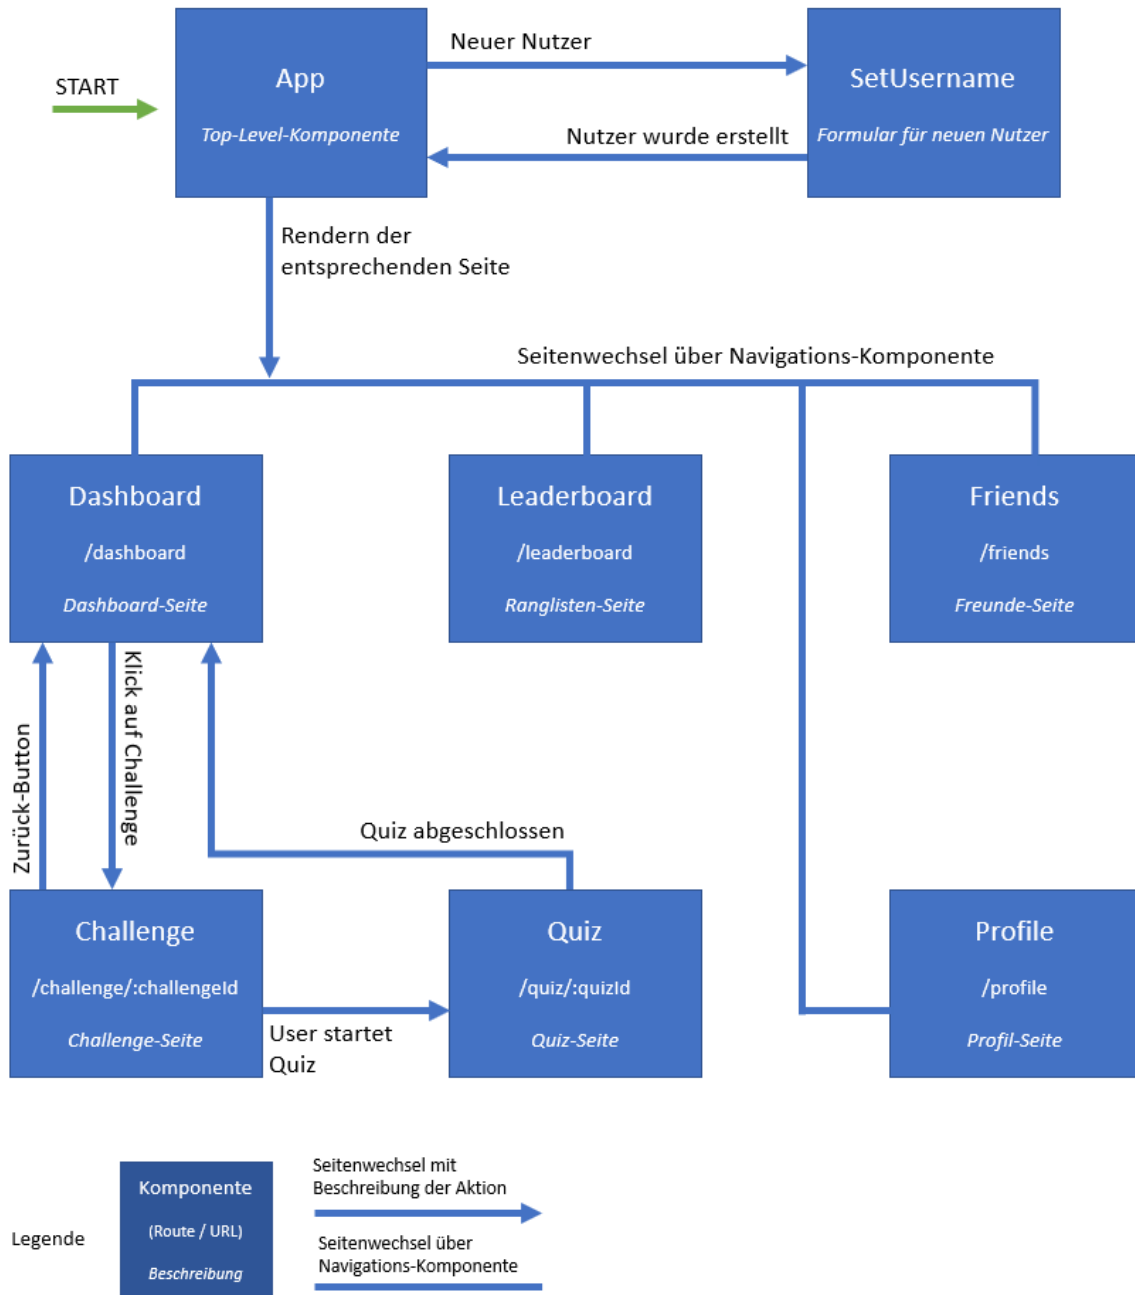 Neuer Nutzer
App
SetUsername
START
Top-Level-Komponente
Nutzer wurde erstellt
Formular für neuen Nutzer
Rendern der
entsprechenden Seite
Seitenwechsel über Navigations-Komponente
Dashboard
/dashboard
Dashboard-Seite
Leaderboard
/leaderboard
Ranglisten-Seite
Friends
/friends
Freunde-Seite
Zurück-Button
Klick auf Challenge
Quiz abgeschlossen
Challenge
/challenge/:challengeId
Challenge-Seite
User startet
Quiz
Quiz
/quiz/:quizId
Quiz-Seite
Profile
/profile
Profil-Seite
Legende
Komponente
(Route / URL)
Beschreibung
Seitenwechsel mit
Beschreibung der Aktion
Seitenwechsel über
Navigations-Komponente